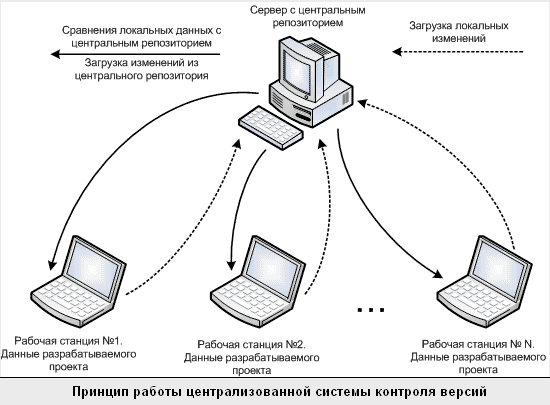 Сервер с центральным
репозиторием
Сравнения локальных данных с
центральным репозиторием
Загрузка изменений из
центрального репозитория
Загрузка локальных
изменений
...
Рабочая станция №1.
Данные разрабатываемого
проекта
Рабочая станция №2.
Данные разрабатываемого
проекта
Рабочая станция № N.
Данные разрабатываемого
проекта
Принцип работы централизованной системы контроля версий